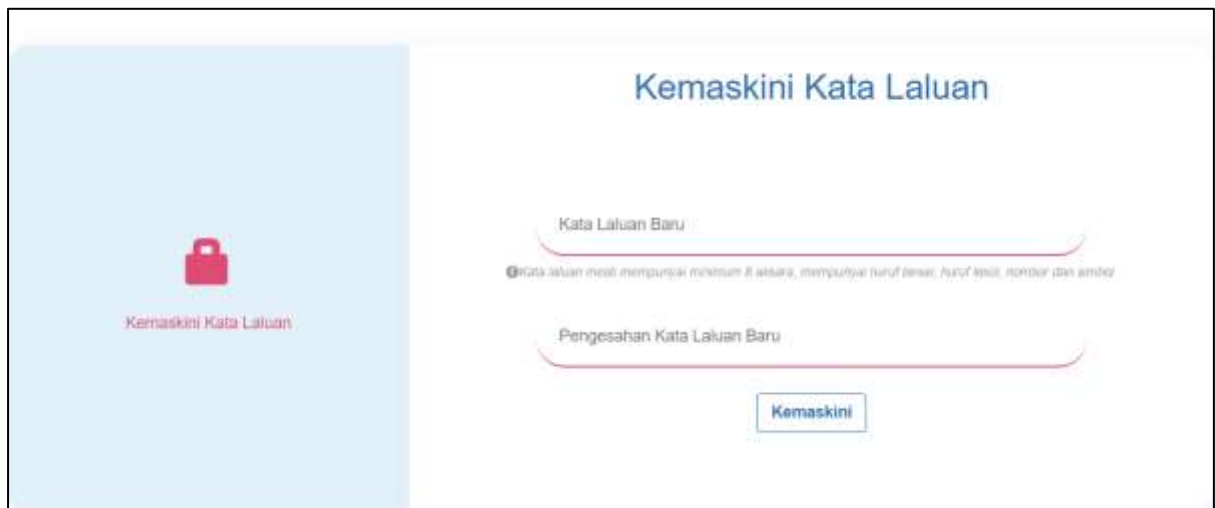 Kemaskini Kata Laluan
Kata Laluan Baru
Kata laluan mesti mempunyai minimum 8 aksara, mempunyai huruf besar, huruf kecil, nombor dan simbol
Kemaskini Kata Laluan
Pengesahan Kata Laluan Baru
Kemaskini